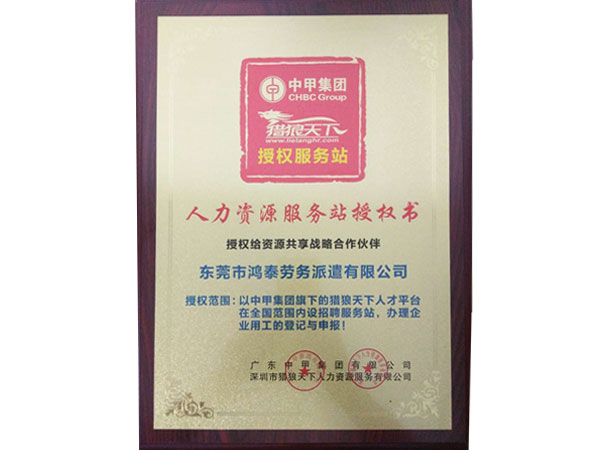 中甲集团
CHBC Group
猎狼天下
www.lielanghr.com
授权服务站
人力资源服务站授权书
授权给资源共享战略合作伙伴
东莞市鸿泰劳务派遣有限公司
授权范围：以中甲集团旗下的猎狼天下人才平台
在全国范围内设招聘服务站，办理企
业用工的登记与申报！
广东中甲集团有限公司
深圳市猎狼天下人力资源服务有限公司